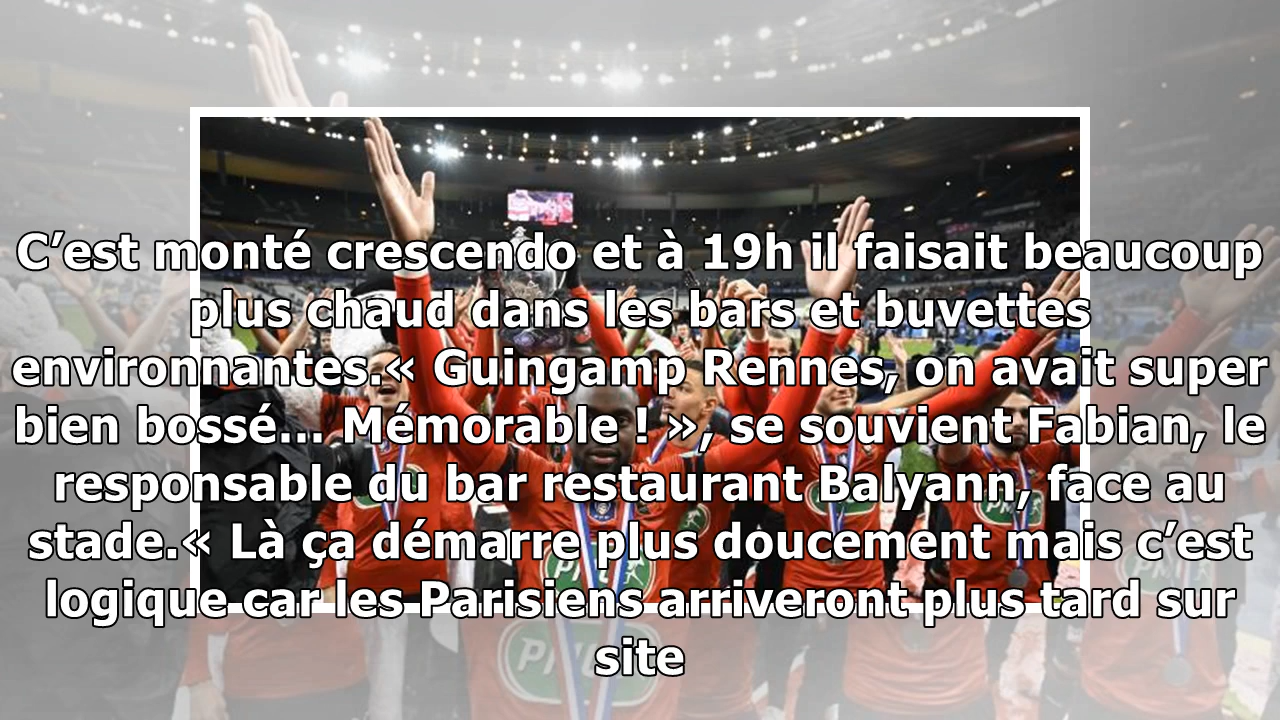 C’est monté crescendo et à 19h il faisait beaucoup
plus chaud dans les bars et buvettes
environnantes.« Guingamp Rennes, on avait super
bien bossé... Mémorable ! », se souvient Fabian, le
responsable du bar restaurant Balyann, face au
stade.« Là ça démarre plus doucement mais c’est
logique car les Parisiens arriveront plus tard sur
site